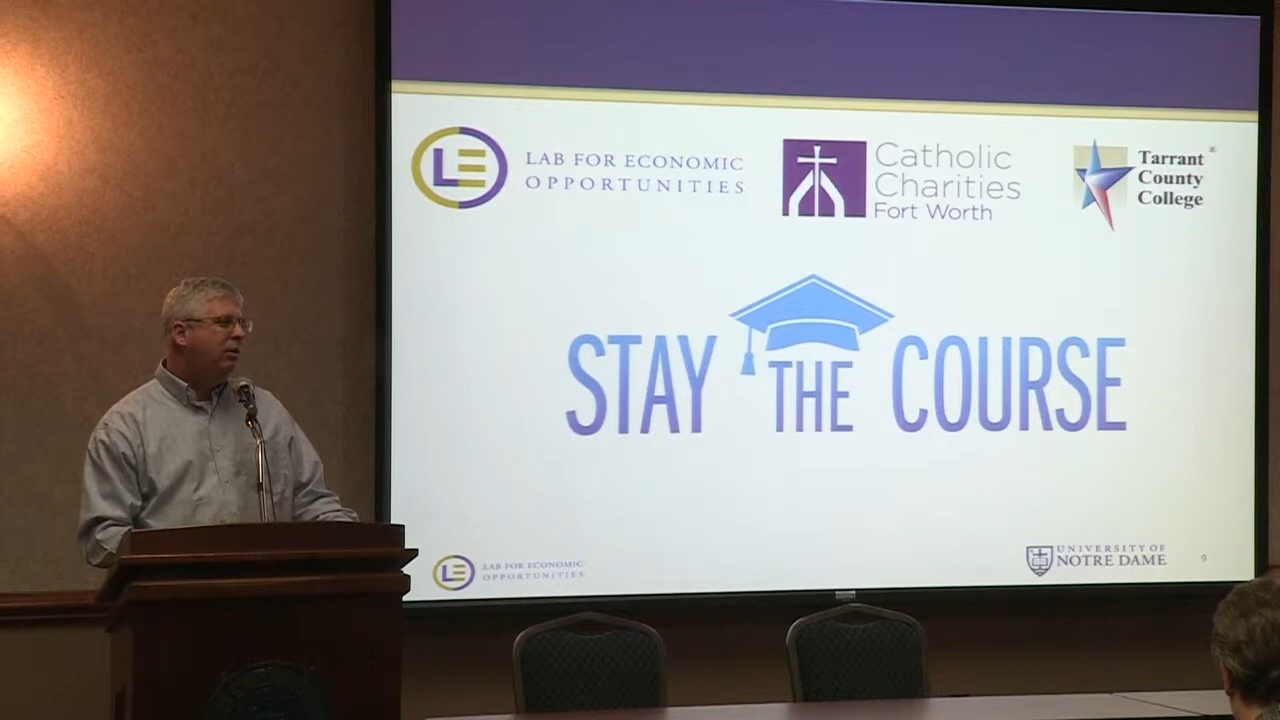 LAB FOR ECONOMIC
OPPORTUNITIES
Catholic
Charities
Fort Worth
Tarrant
County
College
®
STAY THE COURSE
LAB FOR ECONOMIC
OPPORTUNITIES
UNIVERSITY OF
NOTRE DAME
9